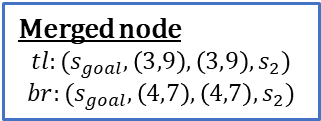 Merged node
tl: (s_goal, (3,9), (3,9), s_2)
br: (s_goal, (4,7), (4,7), s_2)